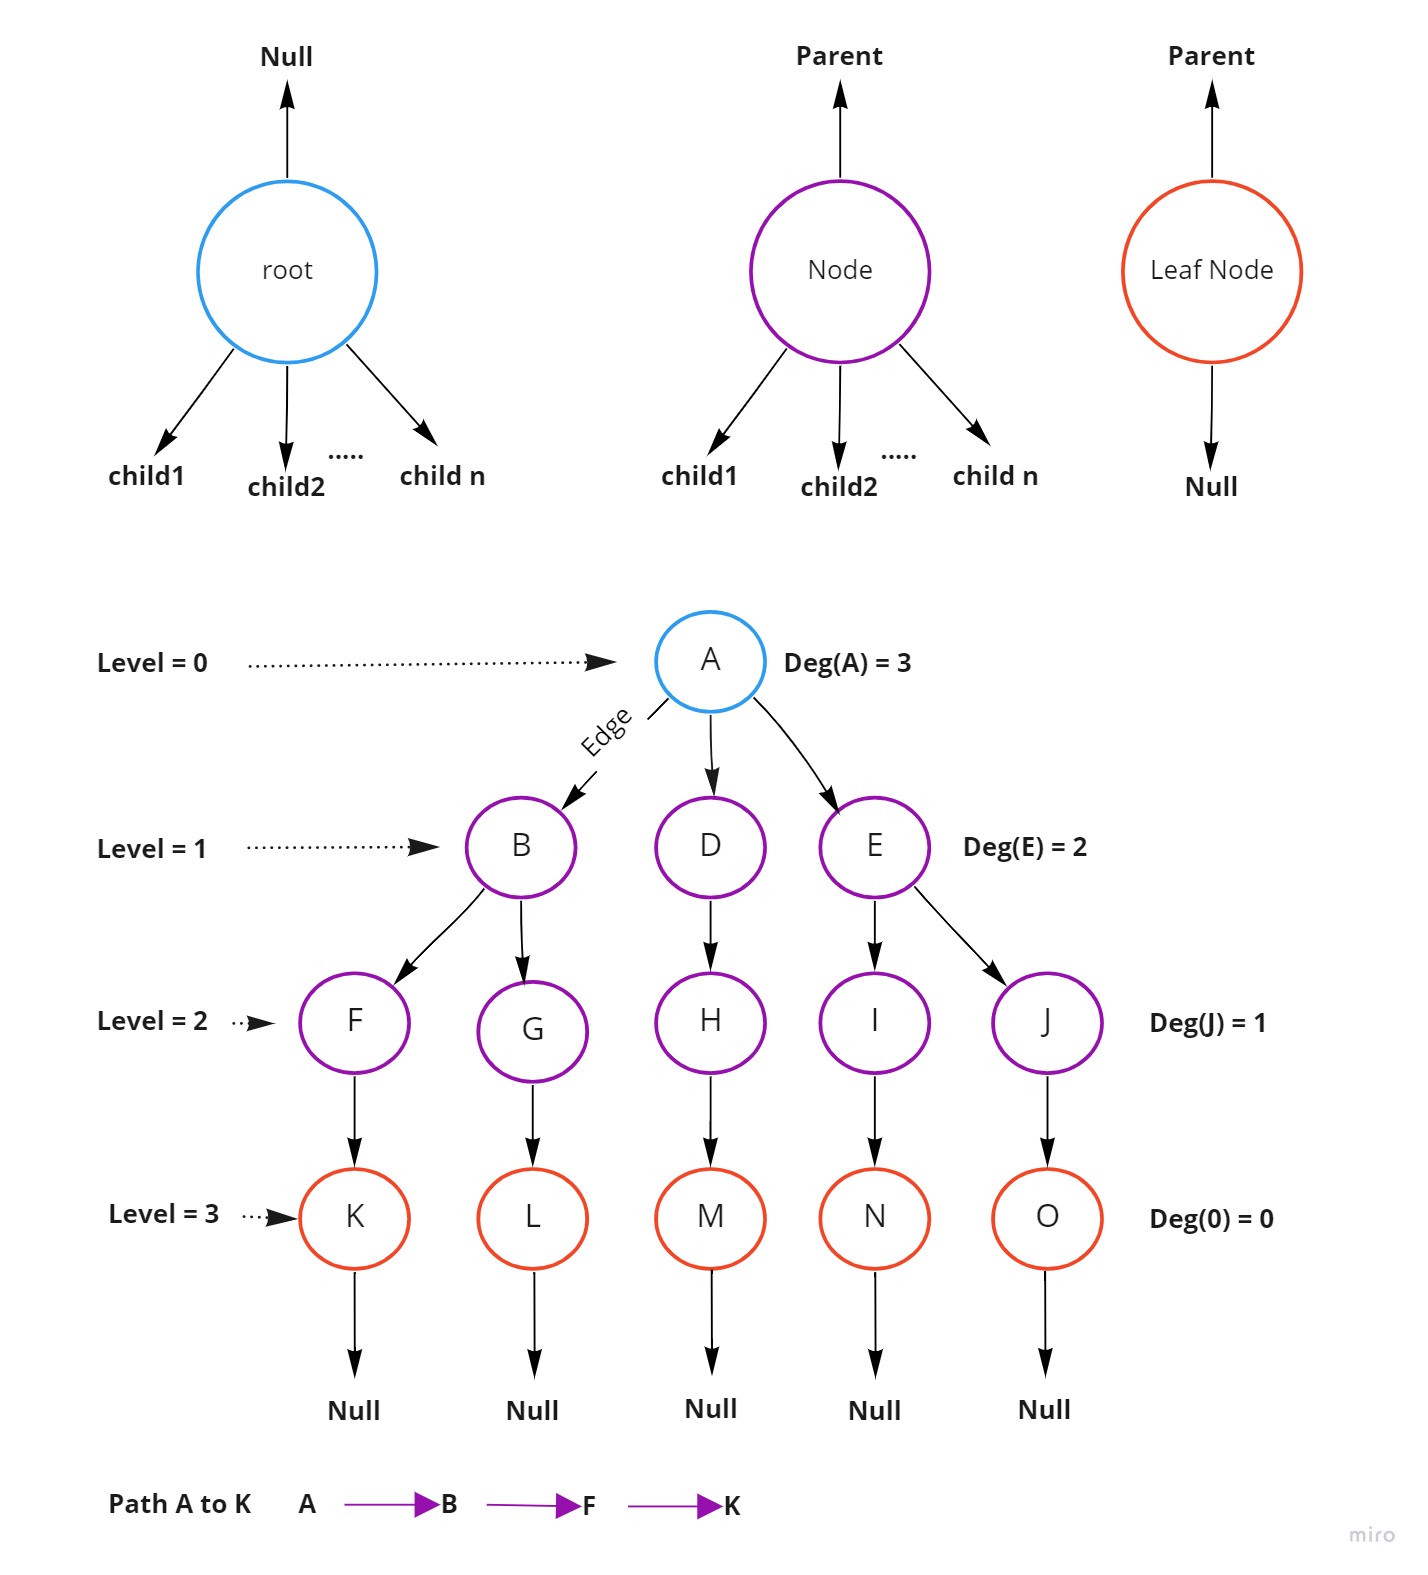 Null Parent Parent
root Node Leaf Node
child1 child2 ..... child n child1 child2 ..... child n Null
A
Level = 0 Deg(A) = 3
Edge
B D E
Level = 1 Deg(E) = 2
F G H I J
Level = 2 Deg(J) = 1
K L M N O
Level = 3 Deg(0) = 0
Null Null Null Null Null
Path A to K A B F K
miro